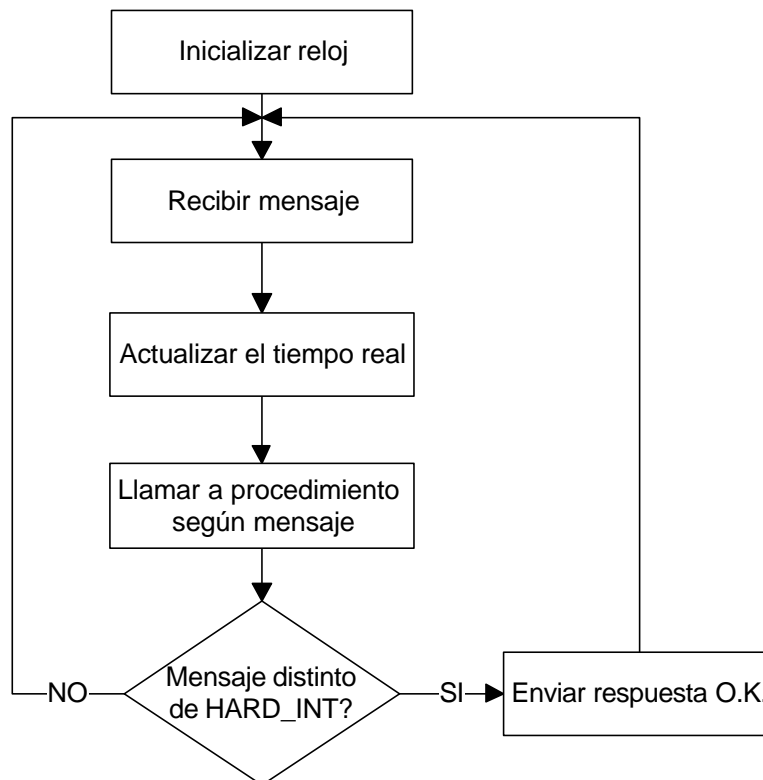 Inicializar reloj
Recibir mensaje
Actualizar el tiempo real
Llamar a procedimiento
según mensaje
Mensaje distinto
de HARD_INT?
NO
SI
Enviar respuesta O.K.